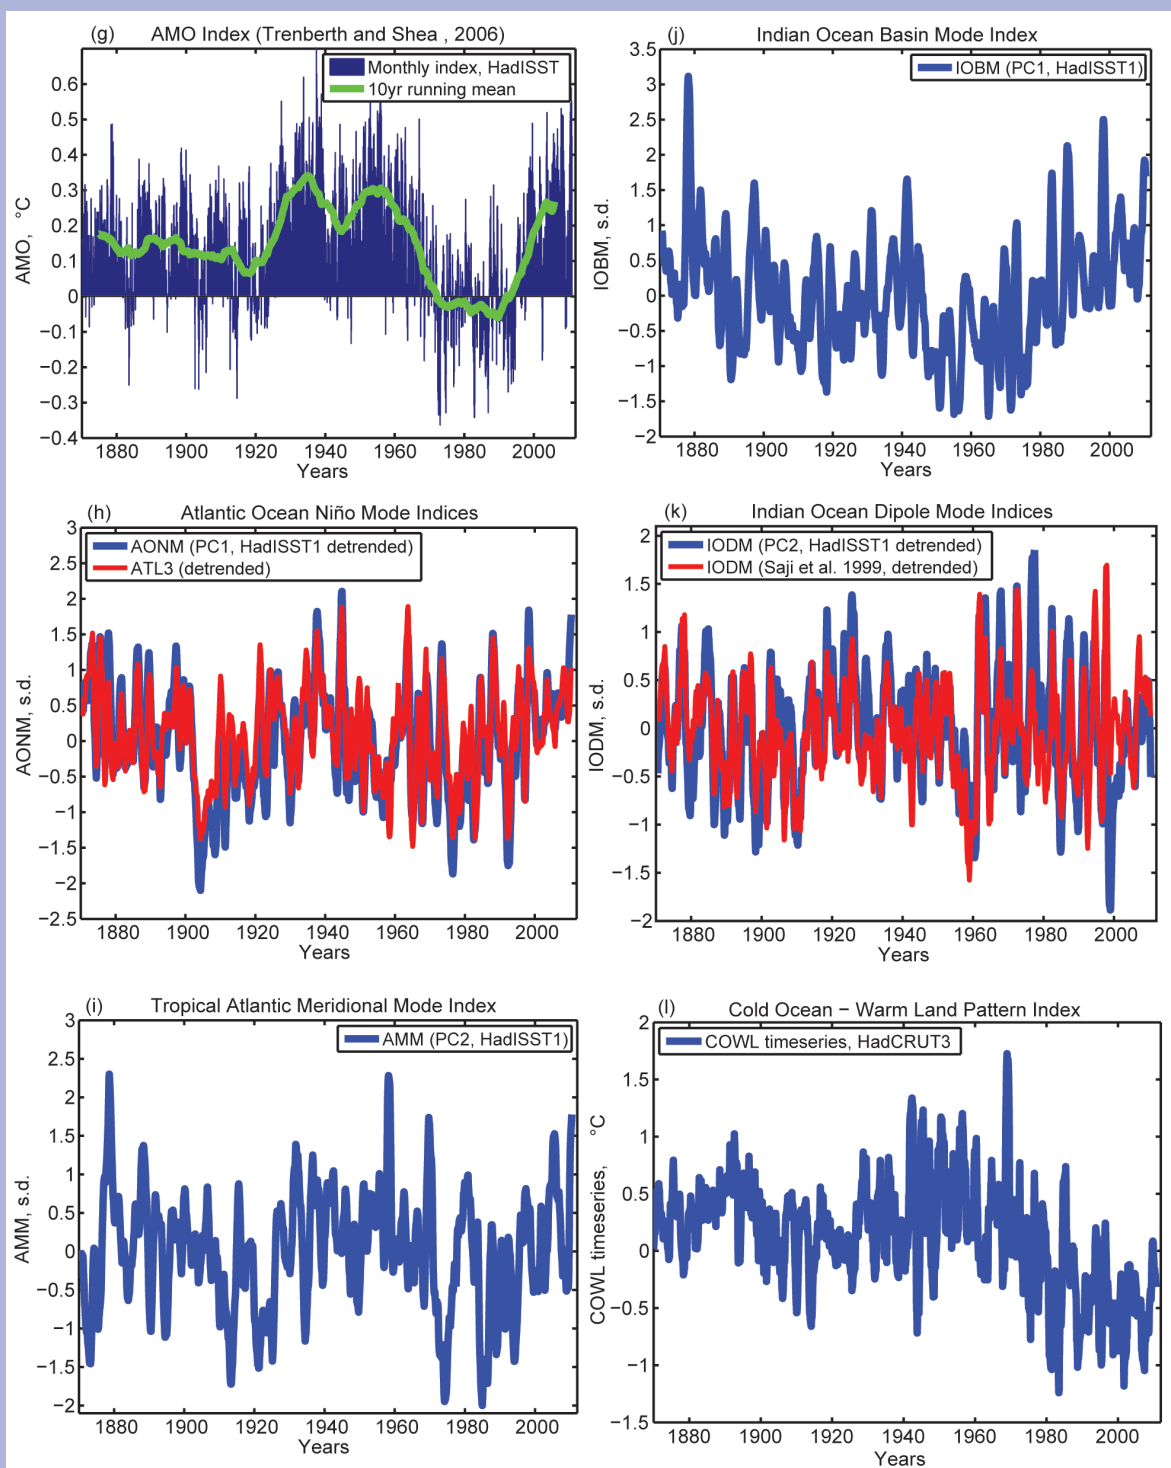 (g) AMO Index (Trenberth and Shea , 2006)
Monthly index, HadISST
10yr running mean
AMO, °C
0.6
0.5
0.4
0.3
0.2
0.1
0
−0.1
−0.2
−0.3
−0.4
1880 1900 1920 1940 1960 1980 2000
Years
(j) Indian Ocean Basin Mode Index
IOBM (PC1, HadISST1)
IOBM, s.d.
3.5
3
2.5
2
1.5
1
0.5
0
−0.5
−1
−1.5
−2
1880 1900 1920 1940 1960 1980 2000
Years
(h) Atlantic Ocean Niño Mode Indices
AONM (PC1, HadISST1 detrended)
ATL3 (detrended)
AONM, s.d.
3
2.5
2
1.5
1
0.5
0
−0.5
−1
−1.5
−2
−2.5
1880 1900 1920 1940 1960 1980 2000
Years
(k) Indian Ocean Dipole Mode Indices
IODM (PC2, HadISST1 detrended)
IODM (Saji et al. 1999, detrended)
IODM, s.d.
2
1.5
1
0.5
0
−0.5
−1
−1.5
−2
1880 1900 1920 1940 1960 1980 2000
Years
(i) Tropical Atlantic Meridional Mode Index
AMM (PC2, HadISST1)
AMM, s.d.
3
2.5
2
1.5
1
0.5
0
−0.5
−1
−1.5
−2
1880 1900 1920 1940 1960 1980 2000
Years
(l) Cold Ocean − Warm Land Pattern Index
COWL timeseries, HadCRUT3
COWL timeseries, °C
2
1.5
1
0.5
0
−0.5
−1
−1.5
1880 1900 1920 1940 1960 1980 2000
Years